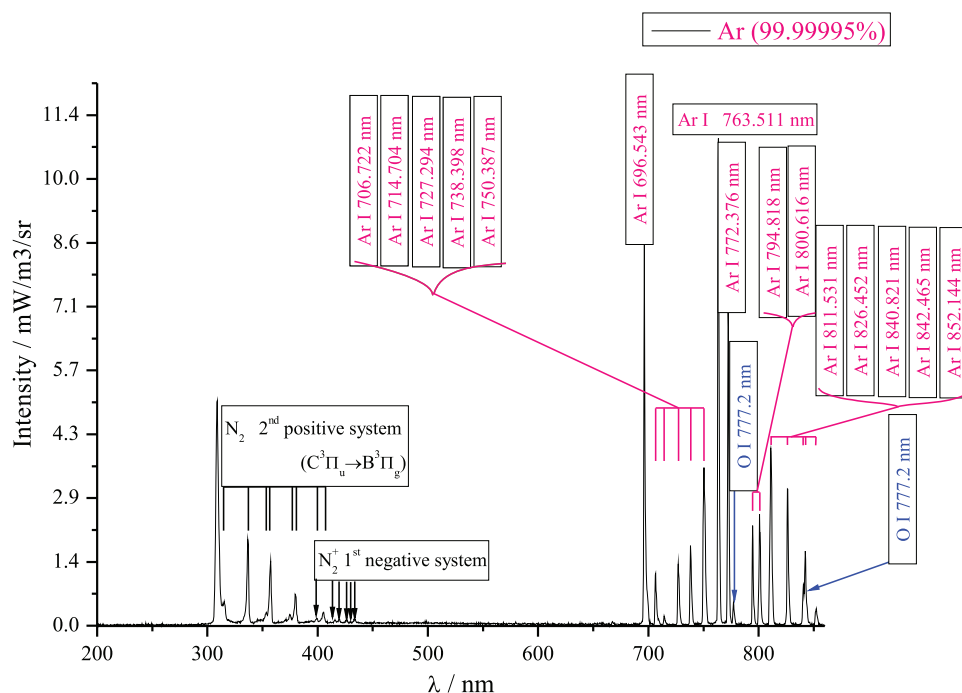 Ar (99.99995%)
Ar I 706.722 nm
Ar I 714.704 nm
Ar I 727.294 nm
Ar I 738.398 nm
Ar I 750.387 nm
Ar I 696.543 nm
Ar I 763.511 nm
Ar I 772.376 nm
Ar I 794.818 nm
Ar I 800.616 nm
Ar I 811.531 nm
Ar I 826.452 nm
Ar I 840.821 nm
Ar I 842.465 nm
Ar I 852.144 nm
O I 777.2 nm
O I 777.2 nm
N₂ 2ⁿᵈ positive system
(C³Πᵤ→B³Π_g)
N₂⁺ 1ˢᵗ negative system
Intensity / mW/m3/sr
11.4
10.0
8.6
7.1
5.7
4.3
2.9
1.4
0.0
200 300 400 500 600 700 800
λ / nm